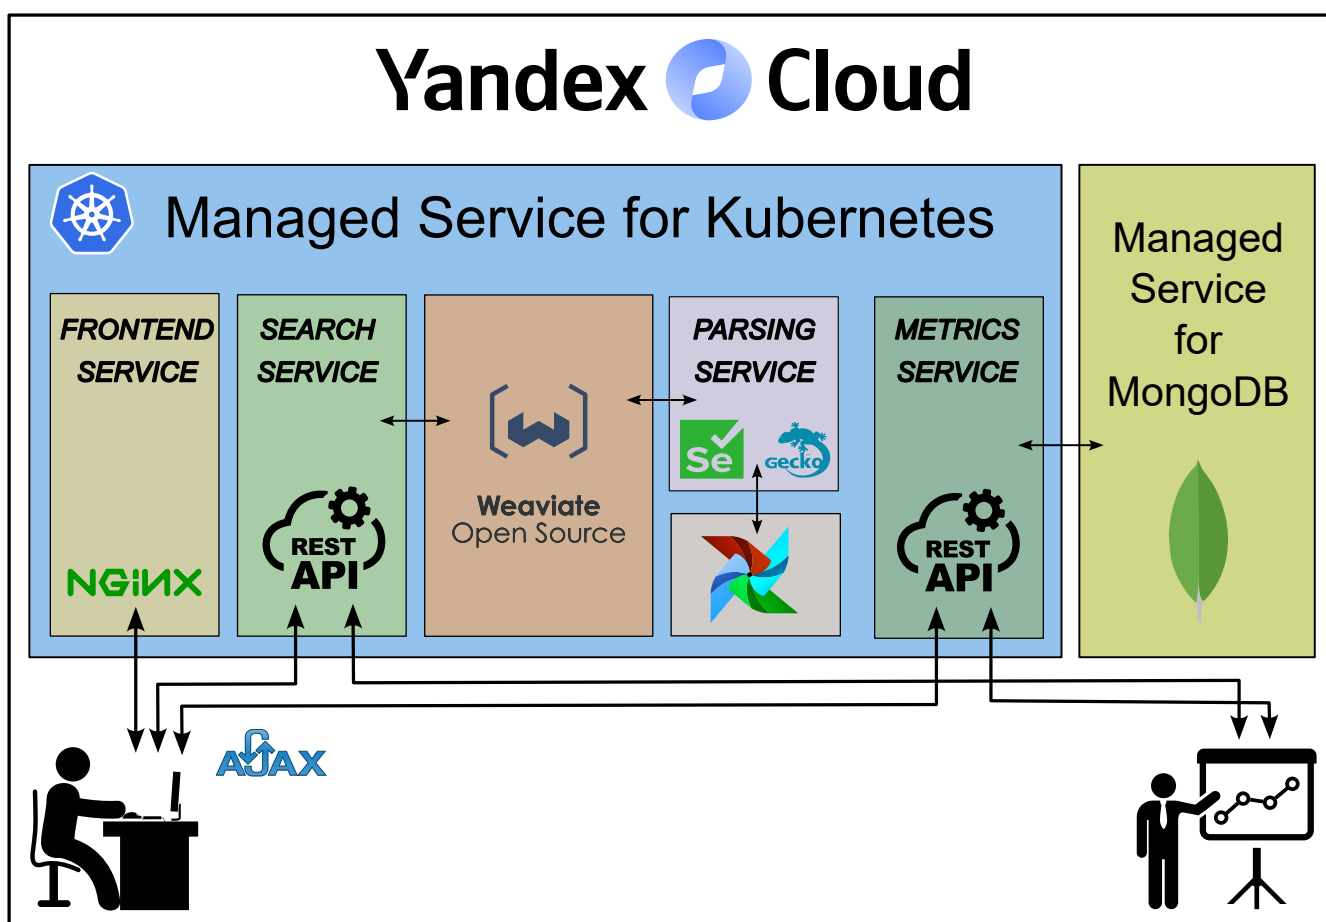 Yandex Cloud
Managed Service for Kubernetes
Managed
Service
for
MongoDB
FRONTEND
SERVICE
NGiNX
SEARCH
SERVICE
REST
API
Weaviate
Open Source
PARSING
SERVICE
Se
GECKO
METRICS
SERVICE
REST
API
AJAX